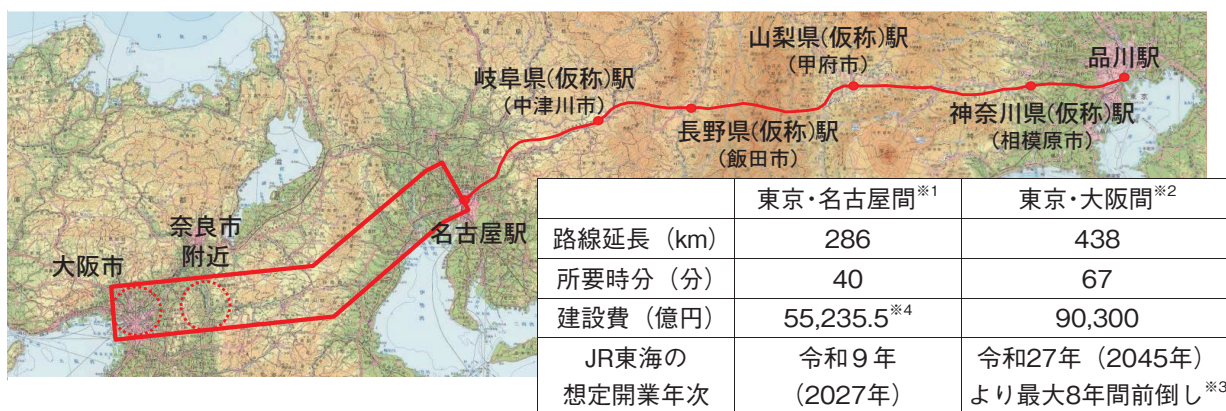 山梨県(仮称)駅
(甲府市)
品川駅
岐阜県(仮称)駅
(中津川市)
長野県(仮称)駅
(飯田市)
神奈川県(仮称)駅
(相模原市)
奈良市
附近
大阪市
名古屋駅
東京・名古屋間※1 東京・大阪間※2
路線延長（km） 286 438
所要時分（分） 40 67
建設費（億円） 55,235.5※4 90,300
JR東海の 令和９年 令和27年（2045年）
想定開業年次 （2027年） より最大8年間前倒し※3